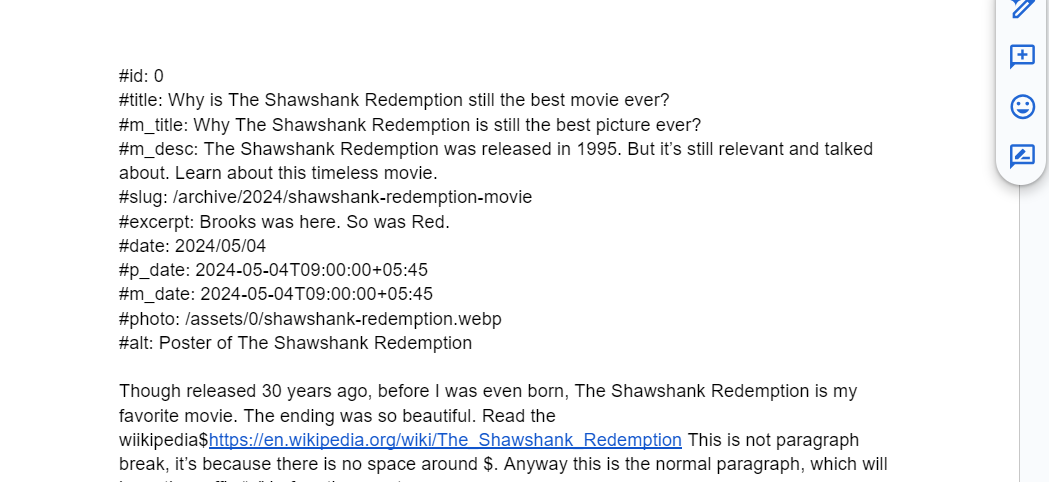 #id: 0
#title: Why is The Shawshank Redemption still the best movie ever?
#m_title: Why The Shawshank Redemption is still the best picture ever?
#m_desc: The Shawshank Redemption was released in 1995. But it’s still relevant and talked
about. Learn about this timeless movie.
#slug: /archive/2024/shawshank-redemption-movie
#excerpt: Brooks was here. So was Red.
#date: 2024/05/04
#p_date: 2024-05-04T09:00:00+05:45
#m_date: 2024-05-04T09:00:00+05:45
#photo: /assets/0/shawshank-redemption.webp
#alt: Poster of The Shawshank Redemption
Though released 30 years ago, before I was even born, The Shawshank Redemption is my
favorite movie. The ending was so beautiful. Read the
wiikipedia$https://en.wikipedia.org/wiki/The_Shawshank_Redemption This is not paragraph
break, it’s because there is no space around $. Anyway this is the normal paragraph, which will